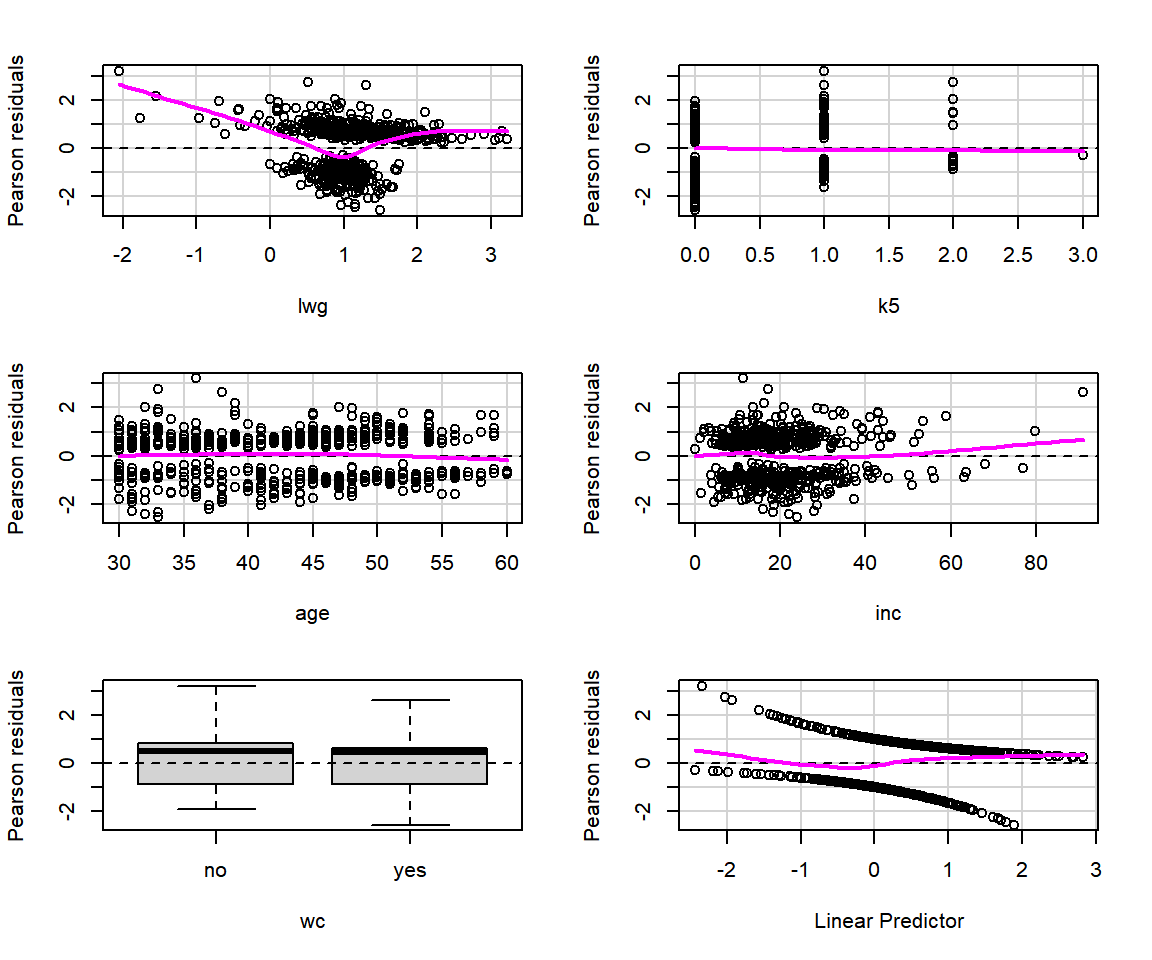 Pearson residuals
-2 0 2
-2 -1 0 1 2 3
lwg
Pearson residuals
-2 0 2
0.0 0.5 1.0 1.5 2.0 2.5 3.0
k5
Pearson residuals
-2 0 2
30 35 40 45 50 55 60
age
Pearson residuals
-2 0 2
0 20 40 60 80
inc
Pearson residuals
-2 0 2
no yes
wc
Pearson residuals
-2 0 2
-2 -1 0 1 2 3
Linear Predictor